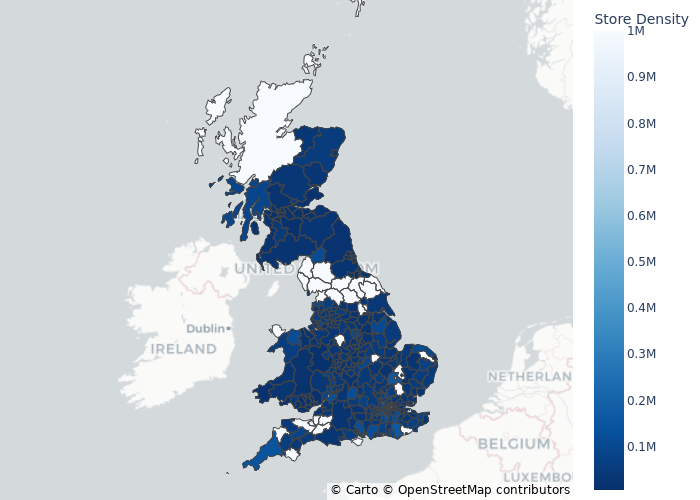 Store Density
1M
0.9M
0.8M
0.7M
0.6M
0.5M
0.4M
0.3M
0.2M
0.1M
UNITED KINGDOM
Dublin
IRELAND
NETHERLAN
BELGIUM
LUXEMBO
© Carto © OpenStreetMap contributors